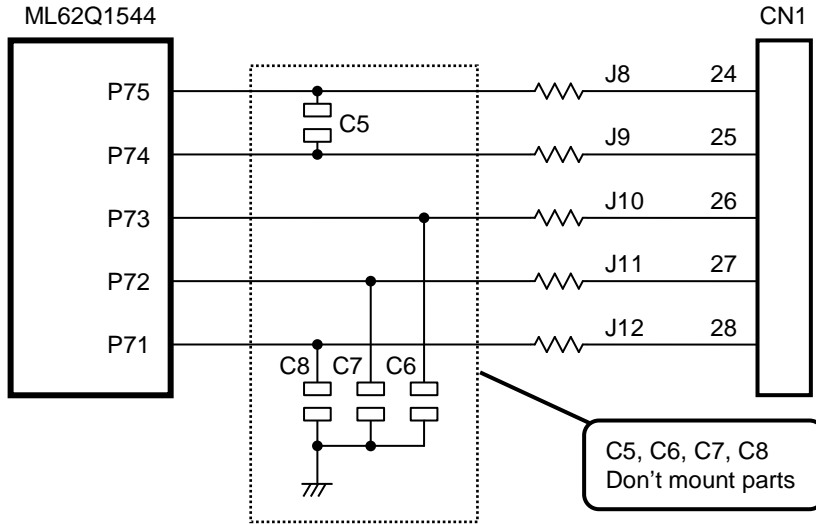 ML62Q1544 CN1
P75 J8 24
C5
P74 J9 25
P73 J10 26
P72 J11 27
P71 J12 28
C8 C7 C6
C5, C6, C7, C8
Don't mount parts